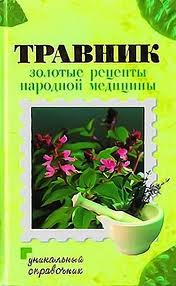 ТРАВНИК
золотые рецепты
народной медицины
уникальный
справочник